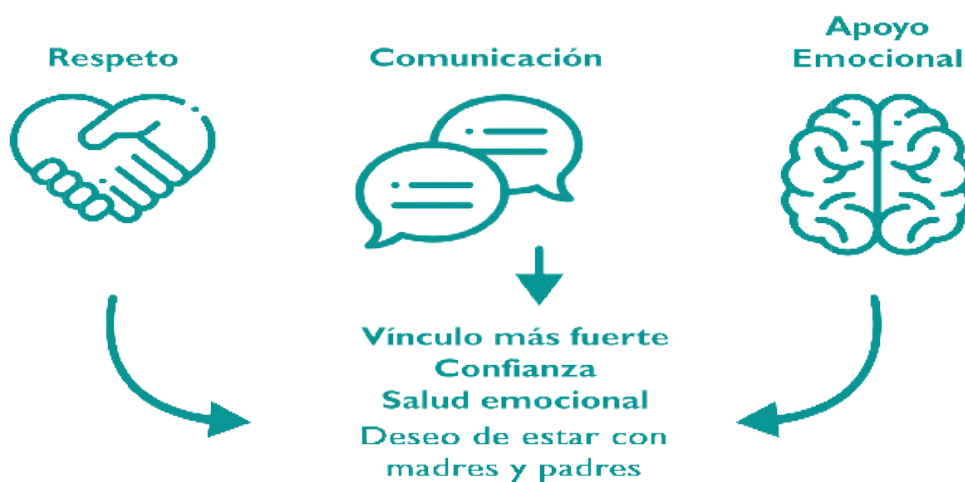 Respeto
Comunicación
Apoyo
Emocional
Vínculo más fuerte
Confianza
Salud emocional
Deseo de estar con
madres y padres